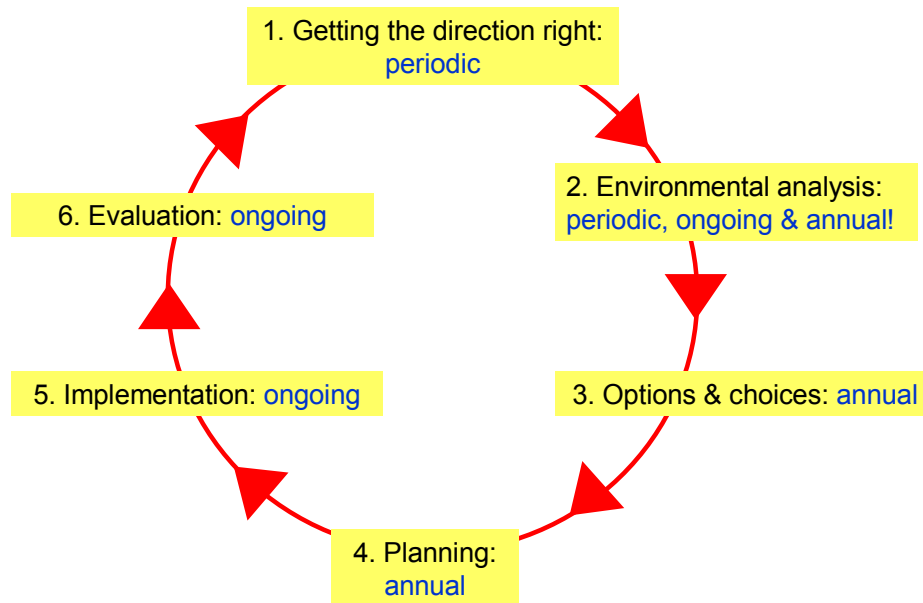 1. Getting the direction right:
periodic
2. Environmental analysis:
periodic, ongoing & annual!
3. Options & choices: annual
4. Planning:
annual
5. Implementation: ongoing
6. Evaluation: ongoing